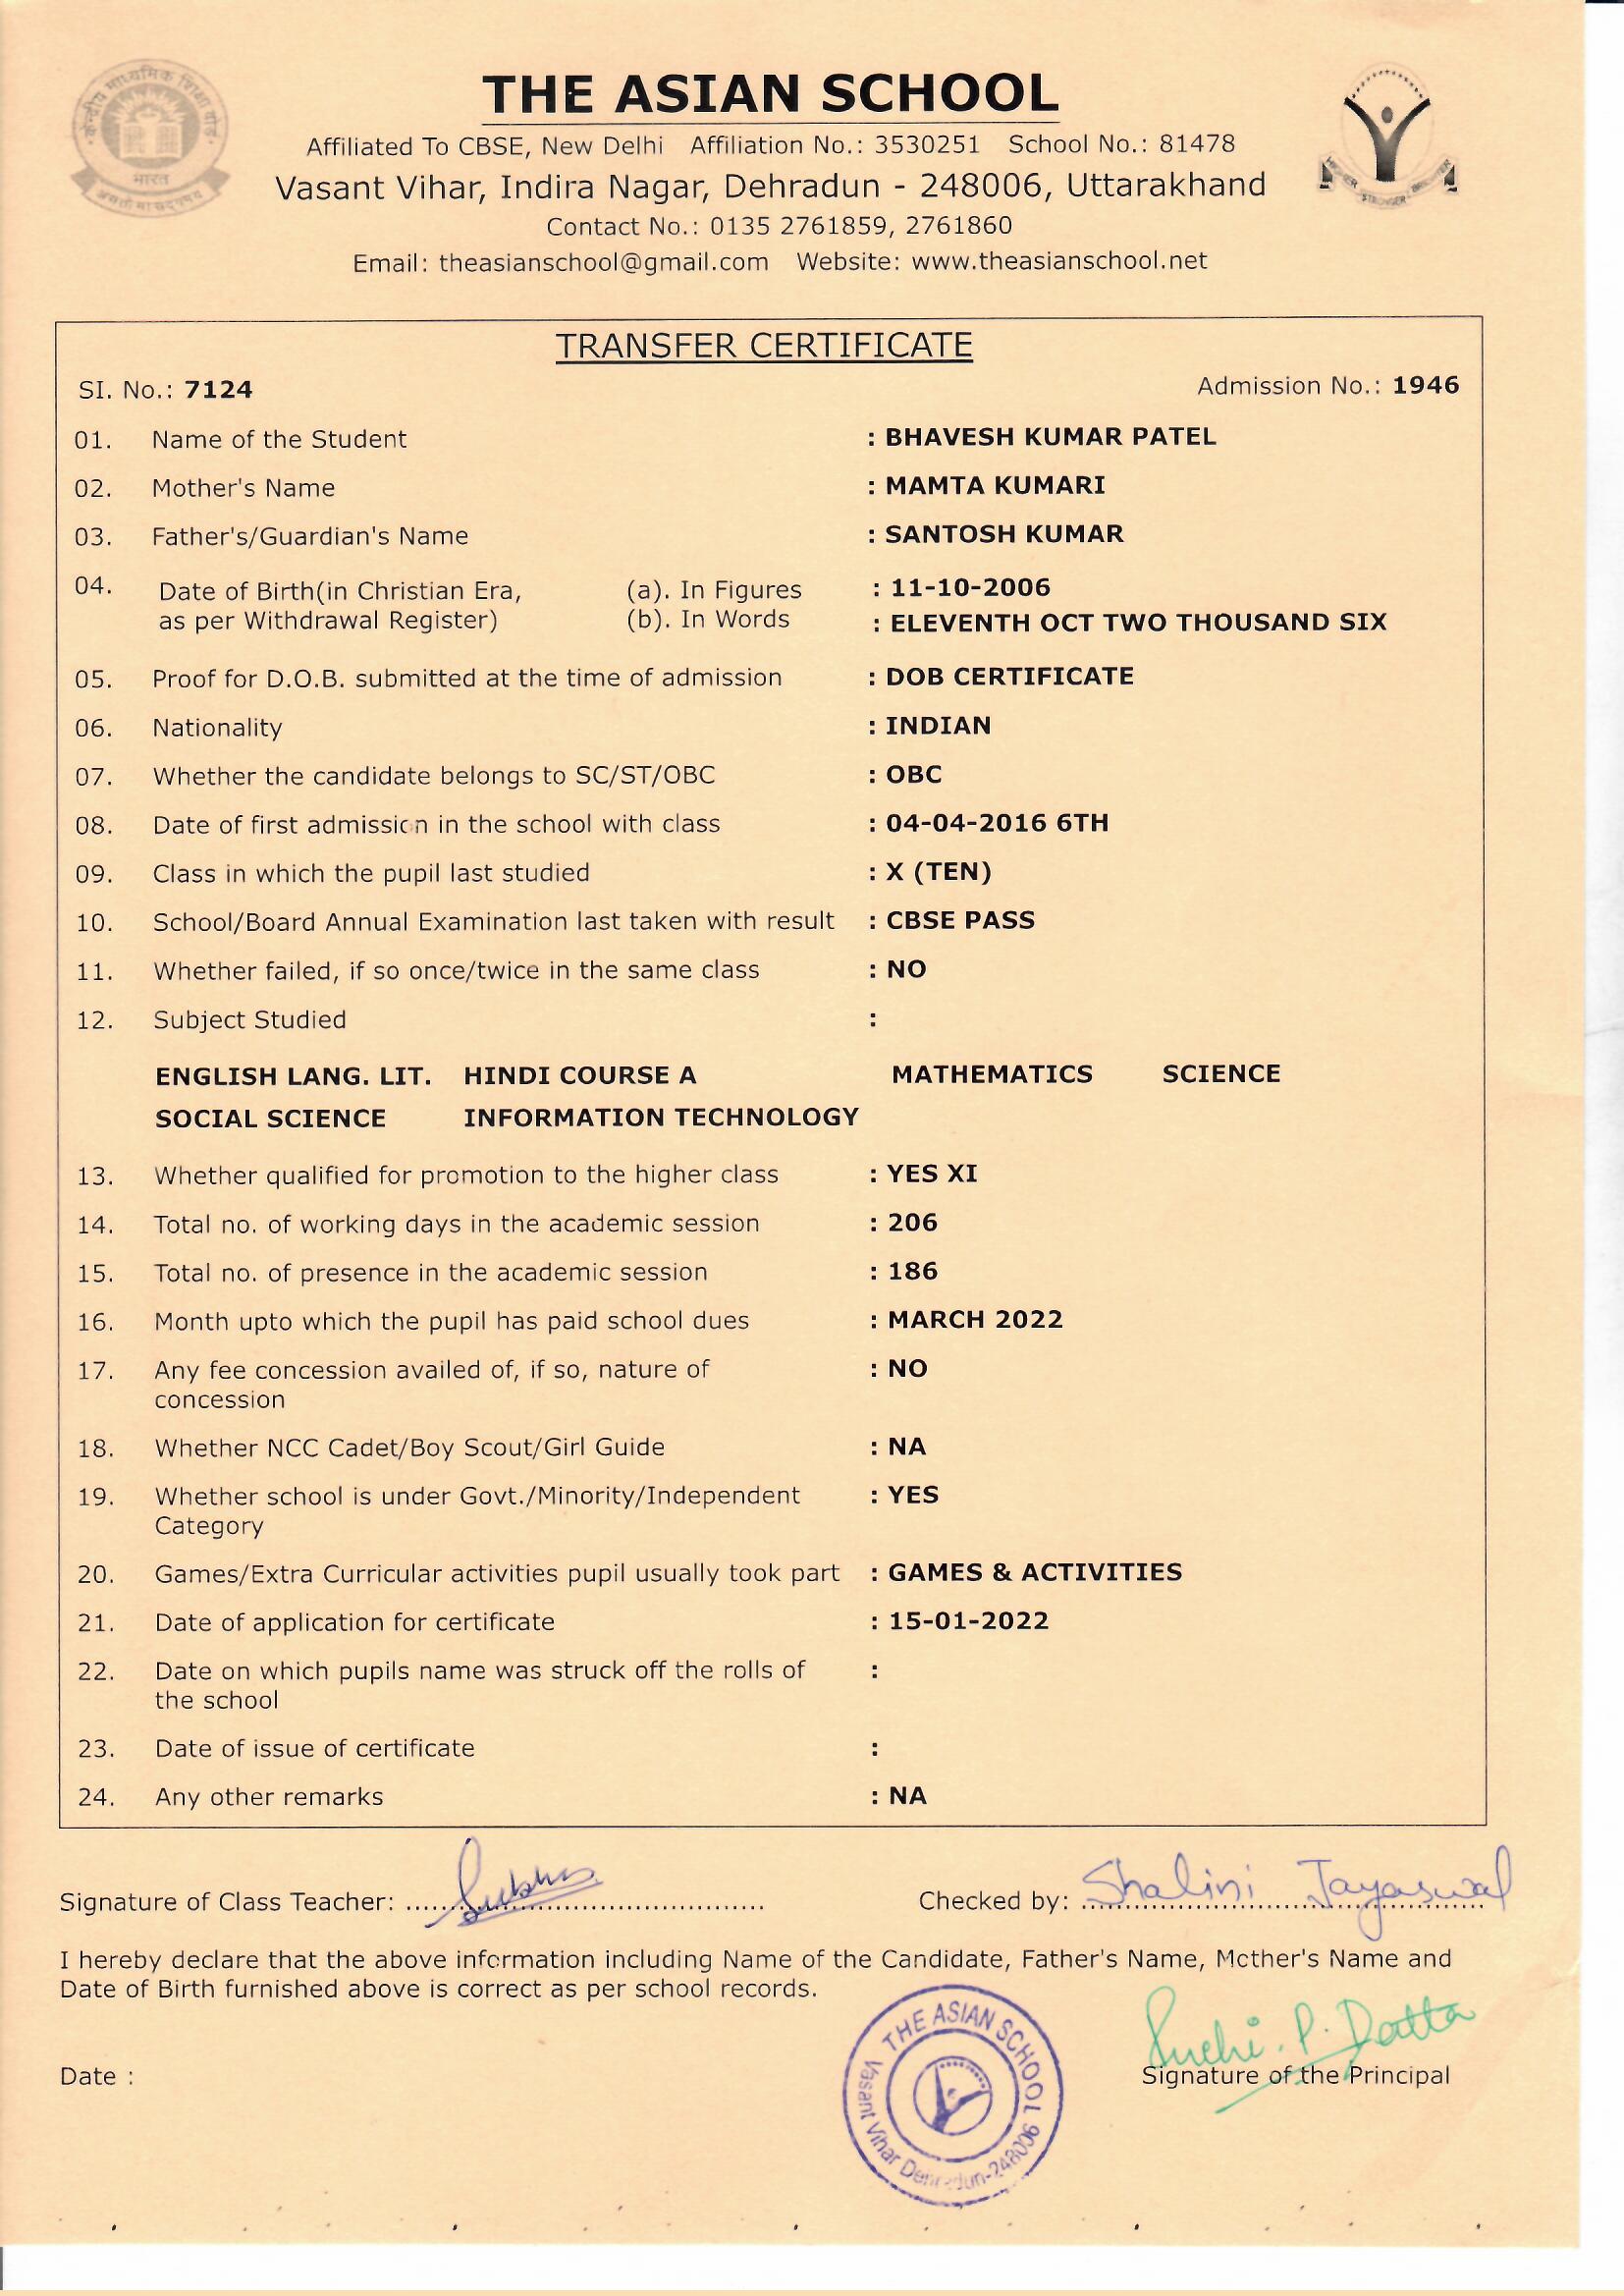 THE ASIAN SCHOOL
Affiliated To CBSE, New Delhi Affiliation No.: 3530251 School No.: 81478
Vasant Vihar, Indira Nagar, Dehradun - 248006, Uttarakhand
Contact No.: 0135 2761859, 2761860
Email: theasianschool@gmail.com Website: www.theasianschool.net
केन्द्रीय माध्यमिक शिक्षा बोर्ड
भारत
STRONGER
TRANSFER CERTIFICATE
SI. No.: 7124 Admission No.: 1946
01. Name of the Student : BHAVESH KUMAR PATEL
02. Mother's Name : MAMTA KUMARI
03. Father's/Guardian's Name : SANTOSH KUMAR
04. Date of Birth(in Christian Era, (a). In Figures : 11-10-2006
as per Withdrawal Register) (b). In Words : ELEVENTH OCT TWO THOUSAND SIX
05. Proof for D.O.B. submitted at the time of admission : DOB CERTIFICATE
06. Nationality : INDIAN
07. Whether the candidate belongs to SC/ST/OBC : OBC
08. Date of first admission in the school with class : 04-04-2016 6TH
09. Class in which the pupil last studied : X (TEN)
10. School/Board Annual Examination last taken with result : CBSE PASS
11. Whether failed, if so once/twice in the same class : NO
12. Subject Studied :
ENGLISH LANG. LIT. HINDI COURSE A MATHEMATICS SCIENCE
SOCIAL SCIENCE INFORMATION TECHNOLOGY
13. Whether qualified for promotion to the higher class : YES XI
14. Total no. of working days in the academic session : 206
15. Total no. of presence in the academic session : 186
16. Month upto which the pupil has paid school dues : MARCH 2022
17. Any fee concession availed of, if so, nature of : NO
concession
18. Whether NCC Cadet/Boy Scout/Girl Guide : NA
19. Whether school is under Govt./Minority/Independent : YES
Category
20. Games/Extra Curricular activities pupil usually took part : GAMES & ACTIVITIES
21. Date of application for certificate : 15-01-2022
22. Date on which pupils name was struck off the rolls of :
the school
23. Date of issue of certificate :
24. Any other remarks : NA
Signature of Class Teacher: Checked by: Shalini Jayaswal
I hereby declare that the above information including Name of the Candidate, Father's Name, Mother's Name and
Date of Birth furnished above is correct as per school records.
THE ASIAN SCHOOL
Vasant Vihar Dehradun-248006
Suchi. P. Datta
Date : Signature of the Principal